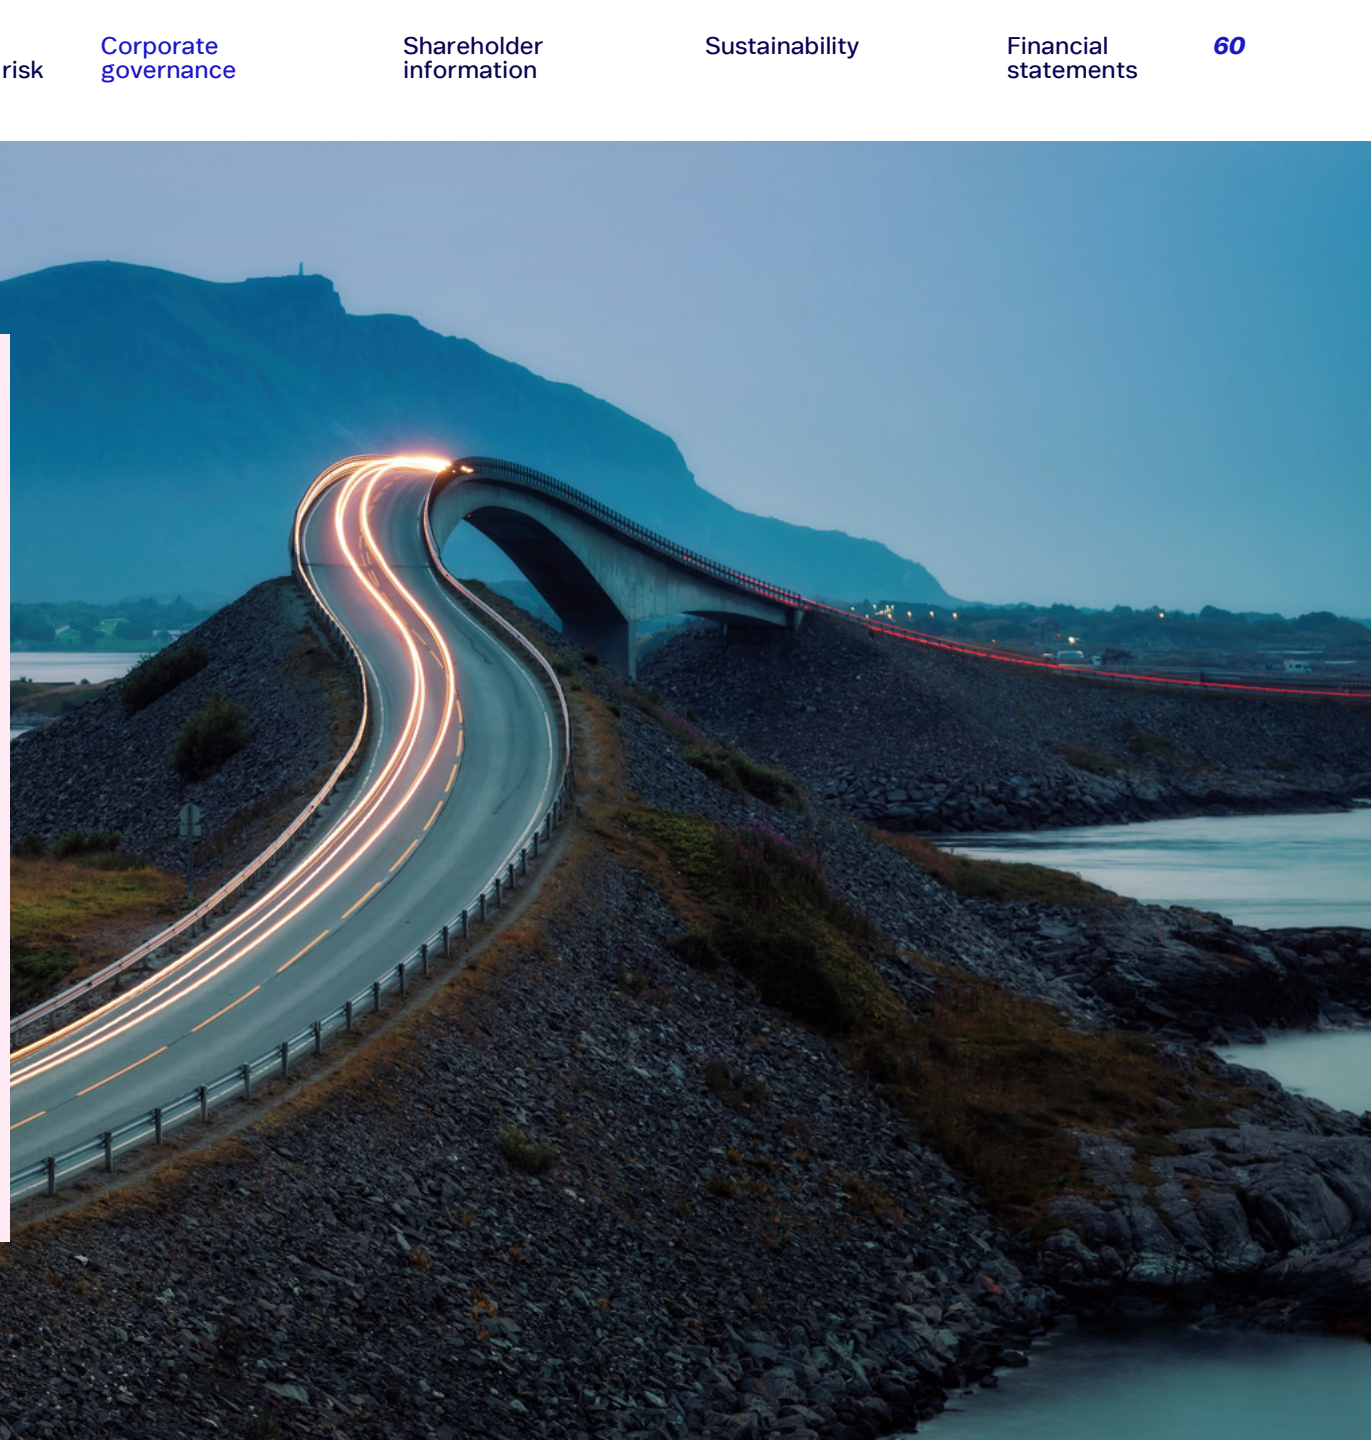 risk
Corporate
governance
Shareholder
information
Sustainability
Financial
statements
60